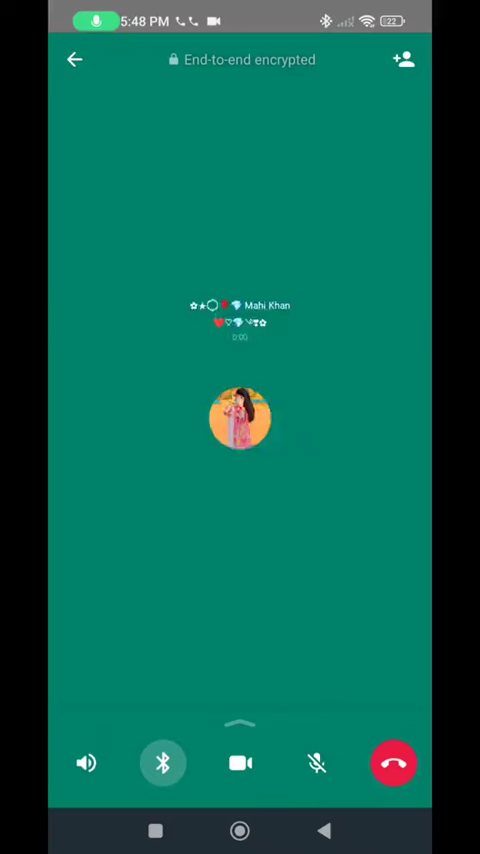 5:48 PM
22
End-to-end encrypted
✿★⬡🌹💎 Mahi Khan
❤️♡💎༺❣✿
0:00